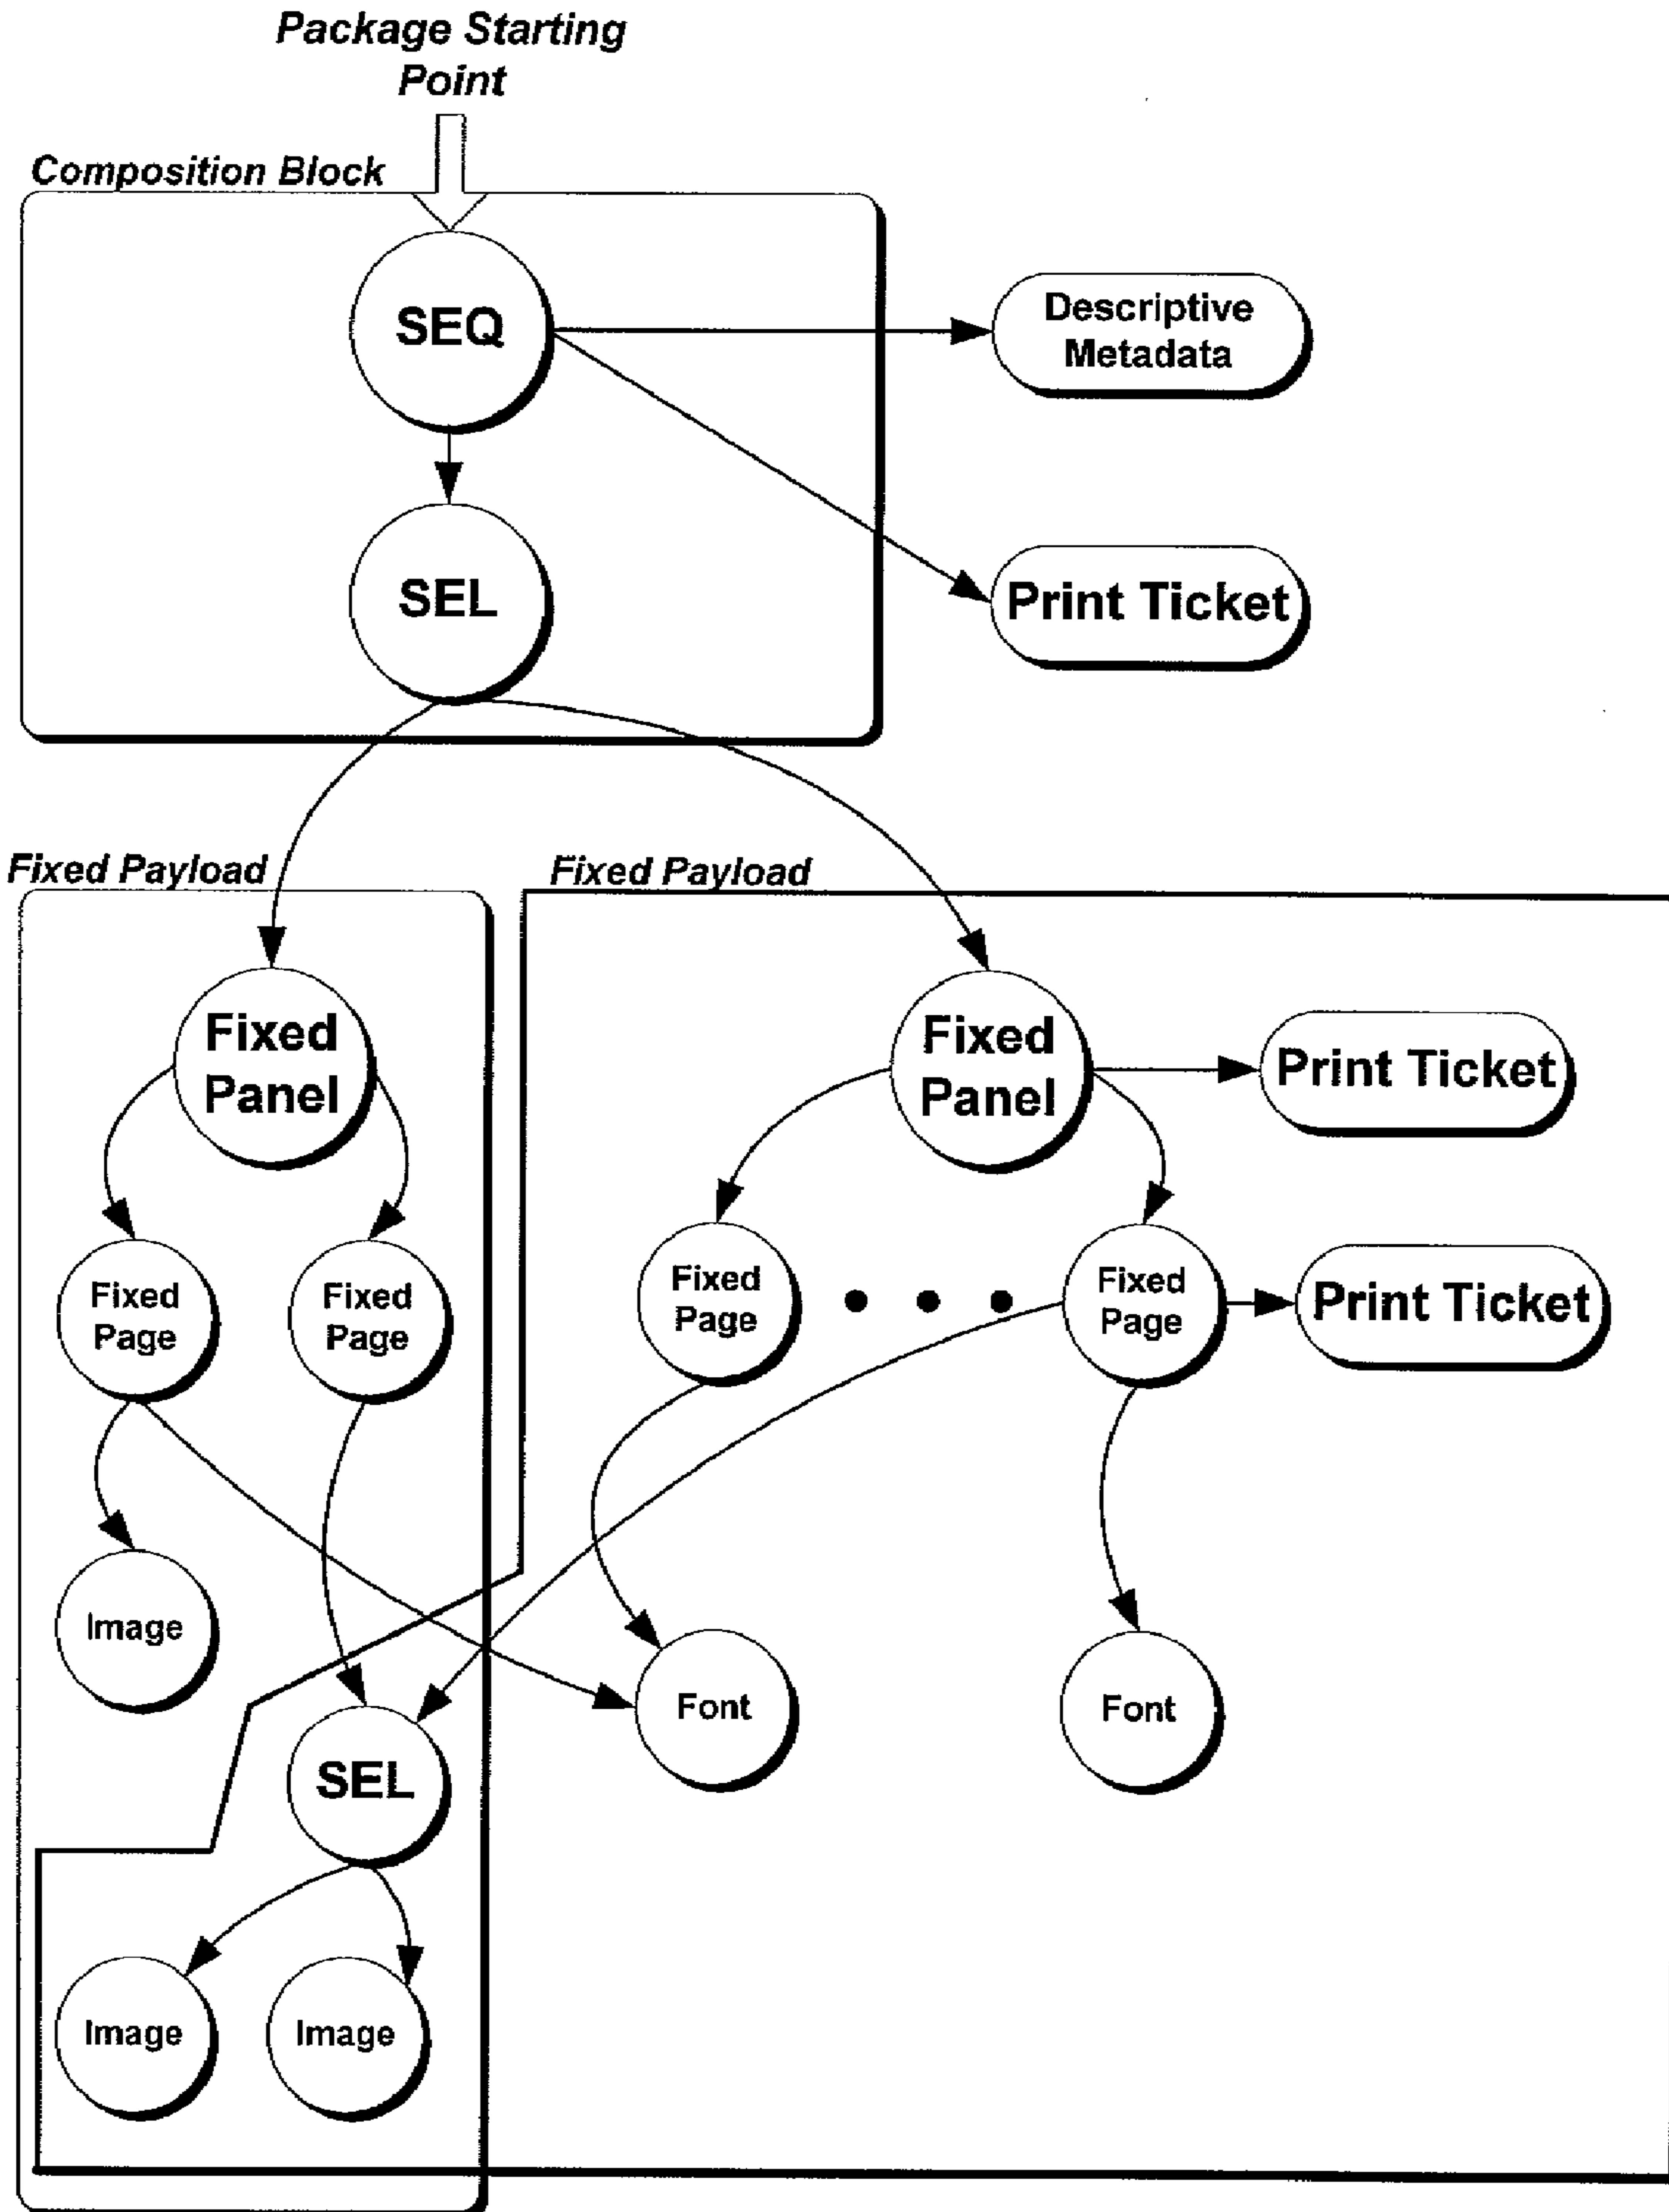 Package Starting
Point
Composition Block
SEQ
Descriptive
Metadata
SEL
Print Ticket
Fixed Payload
Fixed Payload
Fixed
Panel
Fixed
Panel
Print Ticket
Fixed
Page
Fixed
Page
Fixed
Page
Fixed
Page
Print Ticket
Image
Font
Font
SEL
Image
Image